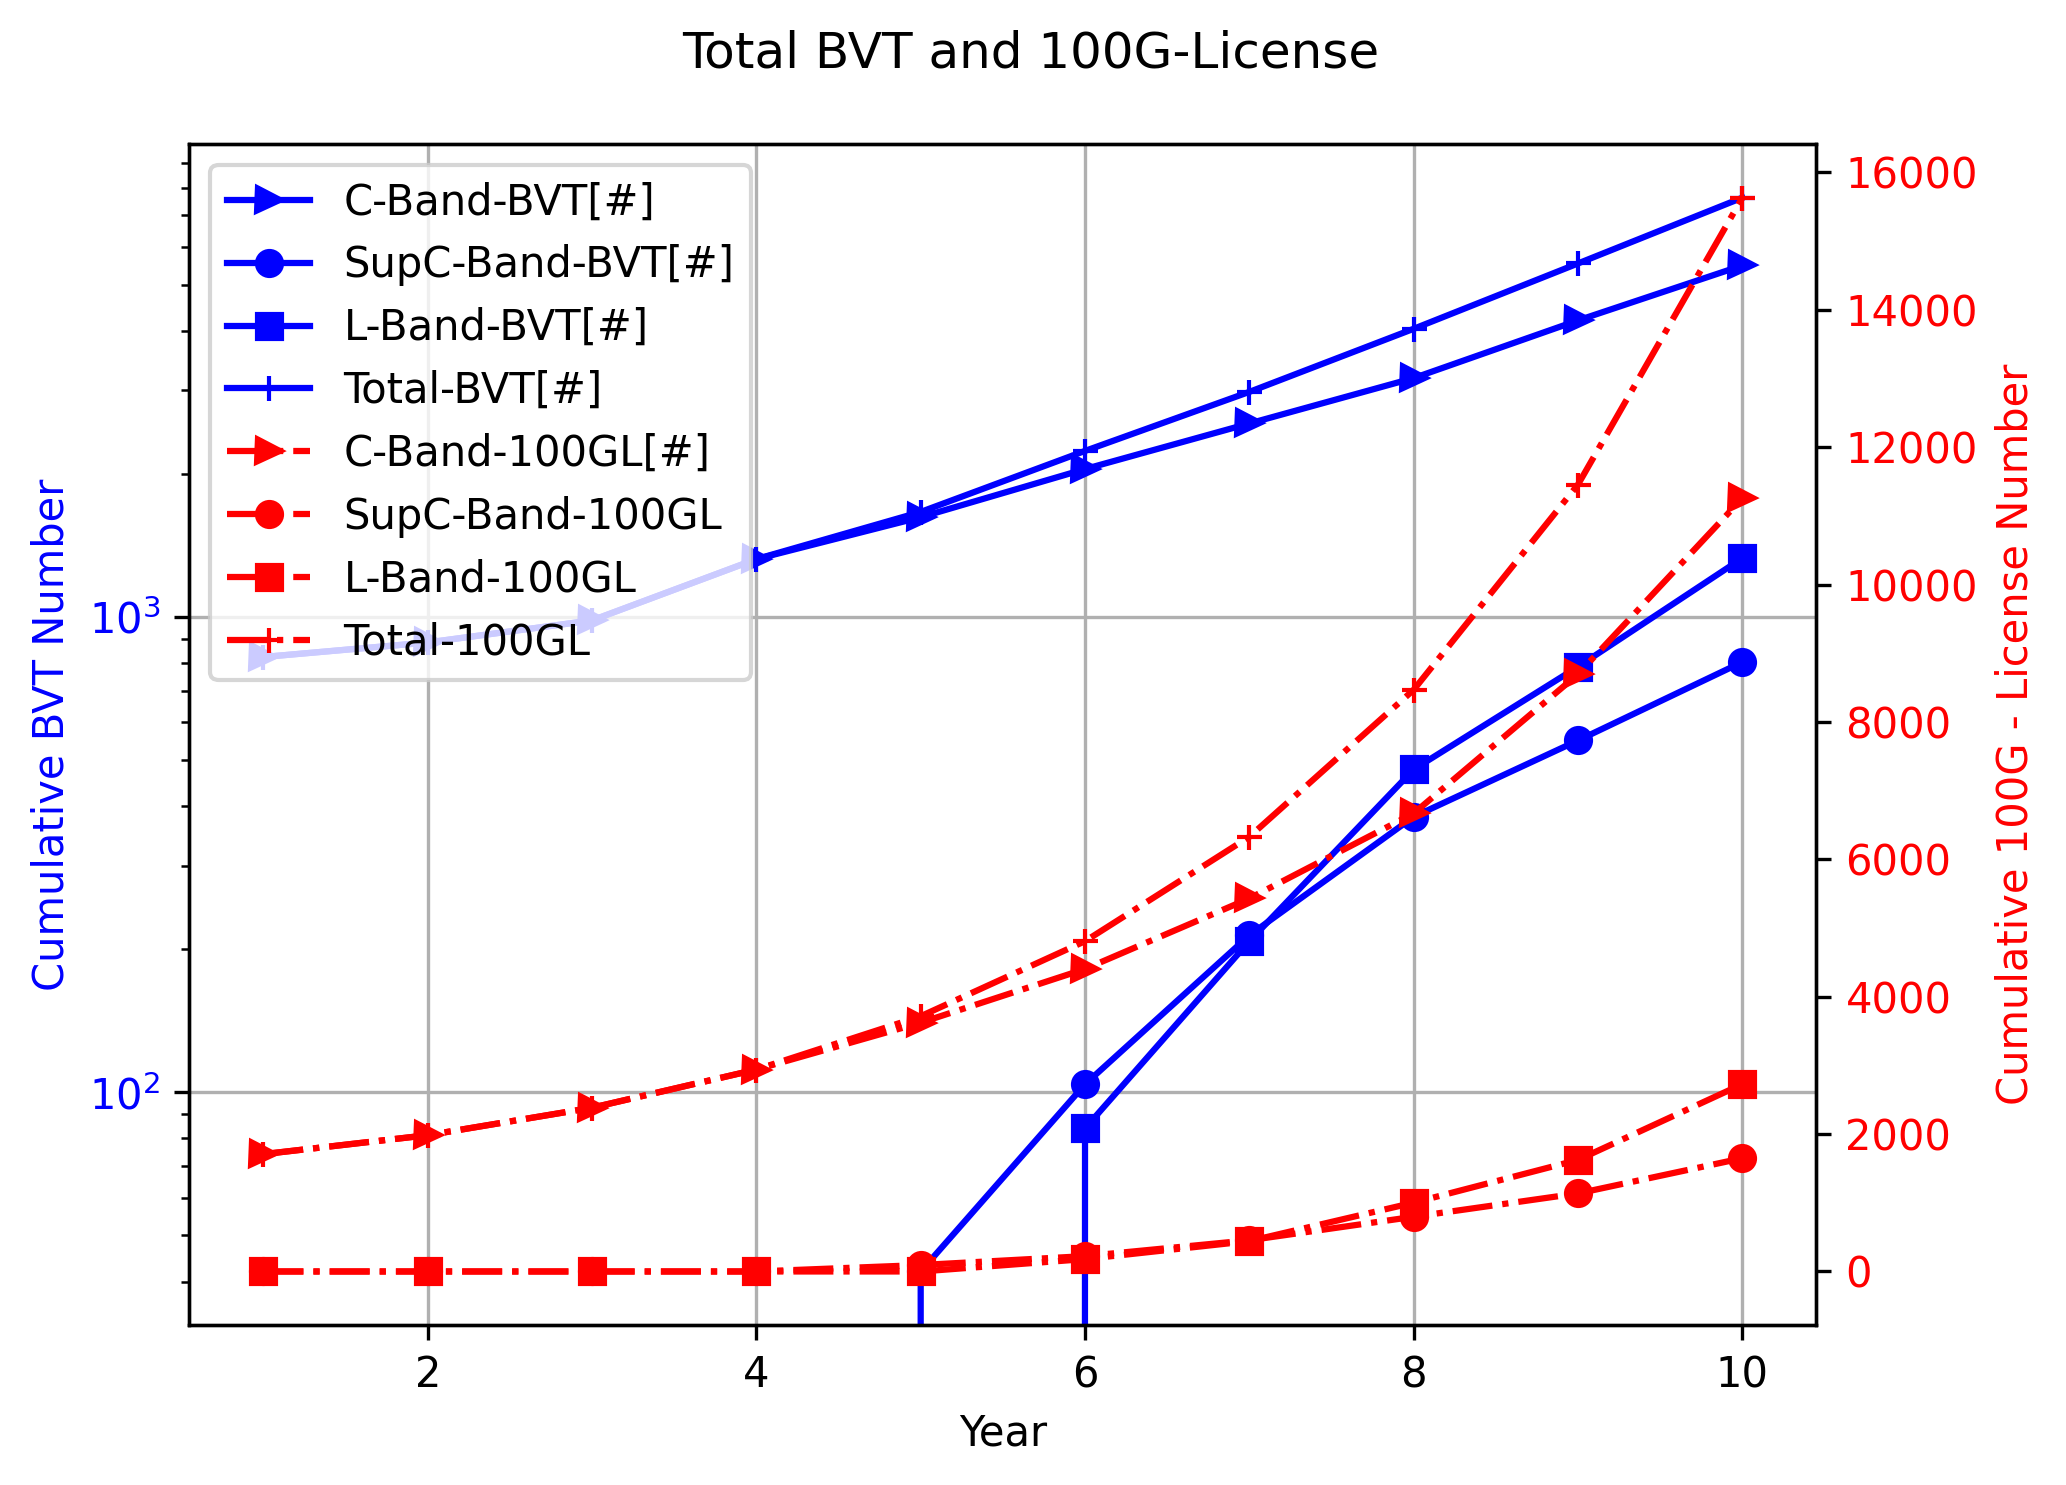 Total BVT and 100G-License
C-Band-BVT[#]
SupC-Band-BVT[#]
L-Band-BVT[#]
Total-BVT[#]
C-Band-100GL[#]
SupC-Band-100GL
L-Band-100GL
Total-100GL
Cumulative BVT Number
10³
10²
16000
14000
12000
10000
8000
6000
4000
2000
0
Cumulative 100G - License Number
2 4 6 8 10
Year